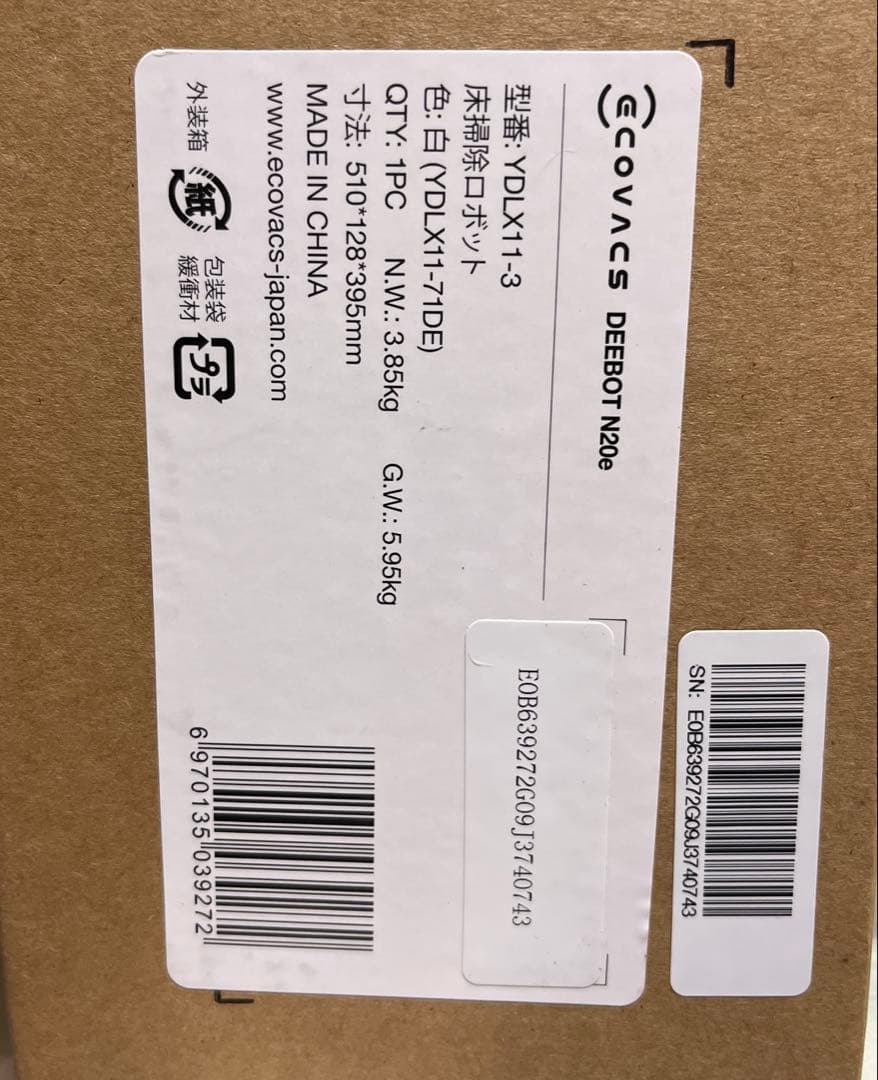 ECOVACS DEEBOT N20e
型番: YDLX11-3
床掃除ロボット
色: 白 (YDLX11-71DE)
QTY: 1PC N.W.: 3.85kg G.W.: 5.95kg
寸法: 510*128*395mm
MADE IN CHINA
www.ecovacs-japan.com
外装箱 紙 包装袋 緩衝材 プラ
SN: E0B639272G09J3740743
E0B639272G09J3740743
6 970135 039272